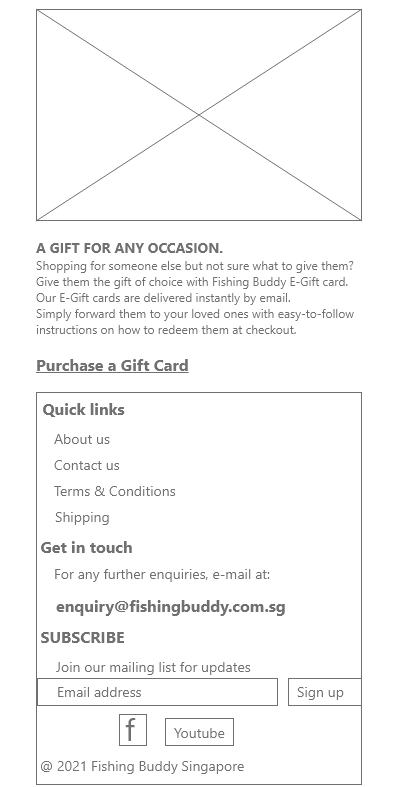 A GIFT FOR ANY OCCASION.
Shopping for someone else but not sure what to give them?
Give them the gift of choice with Fishing Buddy E-Gift card.
Our E-Gift cards are delivered instantly by email.
Simply forward them to your loved ones with easy-to-follow
instructions on how to redeem them at checkout.
Purchase a Gift Card
Quick links
About us
Contact us
Terms & Conditions
Shipping
Get in touch
For any further enquiries, e-mail at:
enquiry@fishingbuddy.com.sg
SUBSCRIBE
Join our mailing list for updates
Email address Sign up
f Youtube
@ 2021 Fishing Buddy Singapore